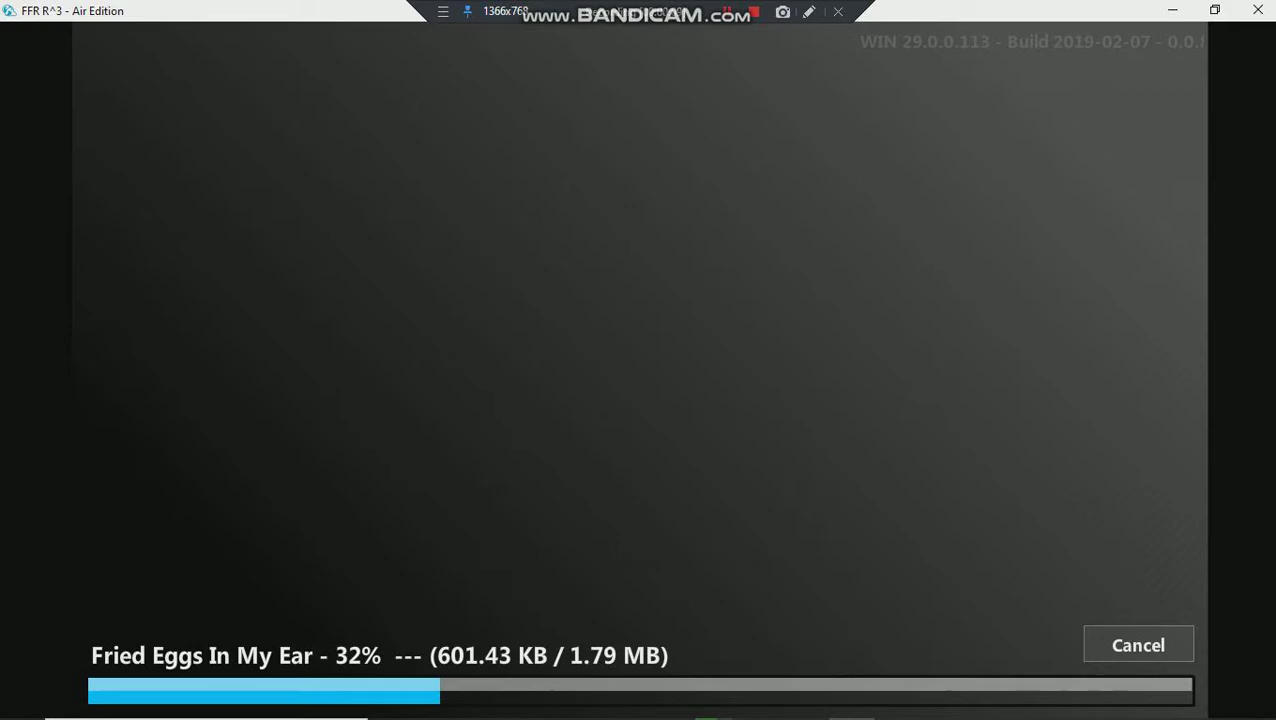 FFR R^3 - Air Edition
1366x768
www.BANDICAM.com
WIN 29.0.0.113 - Build 2019-02-07 - 0.0.
Cancel
Fried Eggs In My Ear - 32% --- (601.43 KB / 1.79 MB)